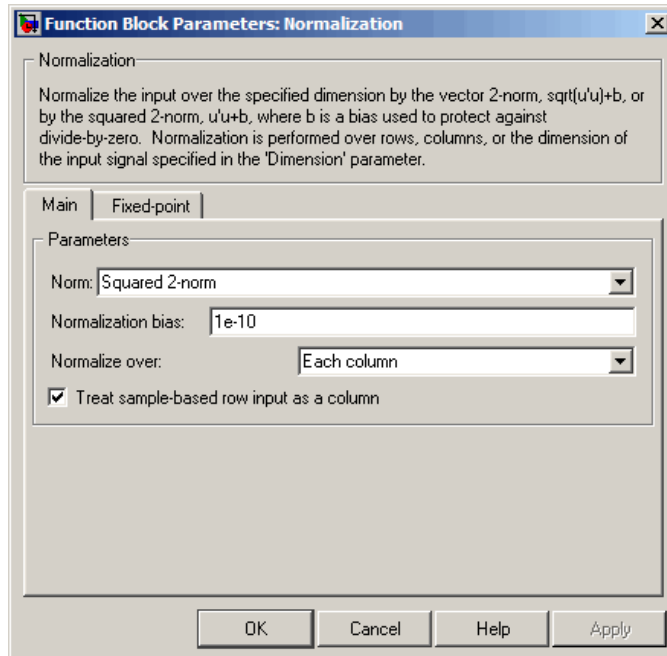 Function Block Parameters: Normalization
Normalization
Normalize the input over the specified dimension by the vector 2-norm, sqrt(u'u)+b, or
by the squared 2-norm, u'u+b, where b is a bias used to protect against
divide-by-zero.  Normalization is performed over rows, columns, or the dimension of
the input signal specified in the 'Dimension' parameter.
Main Fixed-point
Parameters
Norm: Squared 2-norm
Normalization bias: 1e-10
Normalize over: Each column
Treat sample-based row input as a column
OK Cancel Help Apply